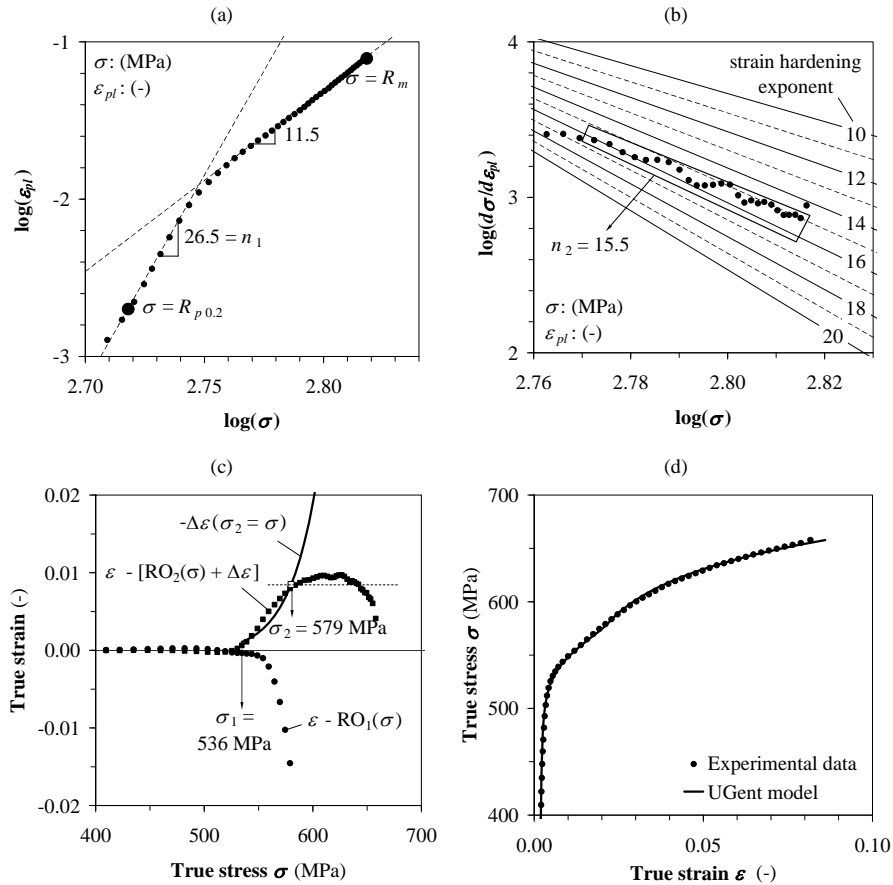 (a)
-1
σ: (MPa)
ε_pl: (-)
σ = R_m
11.5
-2
26.5 = n_1
σ = R_p 0.2
-3
2.70
2.75
2.80
log(σ)
log(ε_pl)
(b)
4
strain hardening
exponent
10
12
14
16
18
20
3
n_2 = 15.5
σ: (MPa)
ε_pl: (-)
2
2.76
2.78
2.80
2.82
log(σ)
log(dσ/dε_pl)
(c)
0.02
-Δε(σ_2 = σ)
0.01
ε - [RO_2(σ) + Δε]
σ_2 = 579 MPa
0.00
σ_1 =
536 MPa
ε - RO_1(σ)
-0.01
-0.02
400
500
600
700
True stress σ (MPa)
True strain (-)
(d)
700
600
500
400
Experimental data
UGent model
0.00
0.05
0.10
True strain ε (-)
True stress σ (MPa)